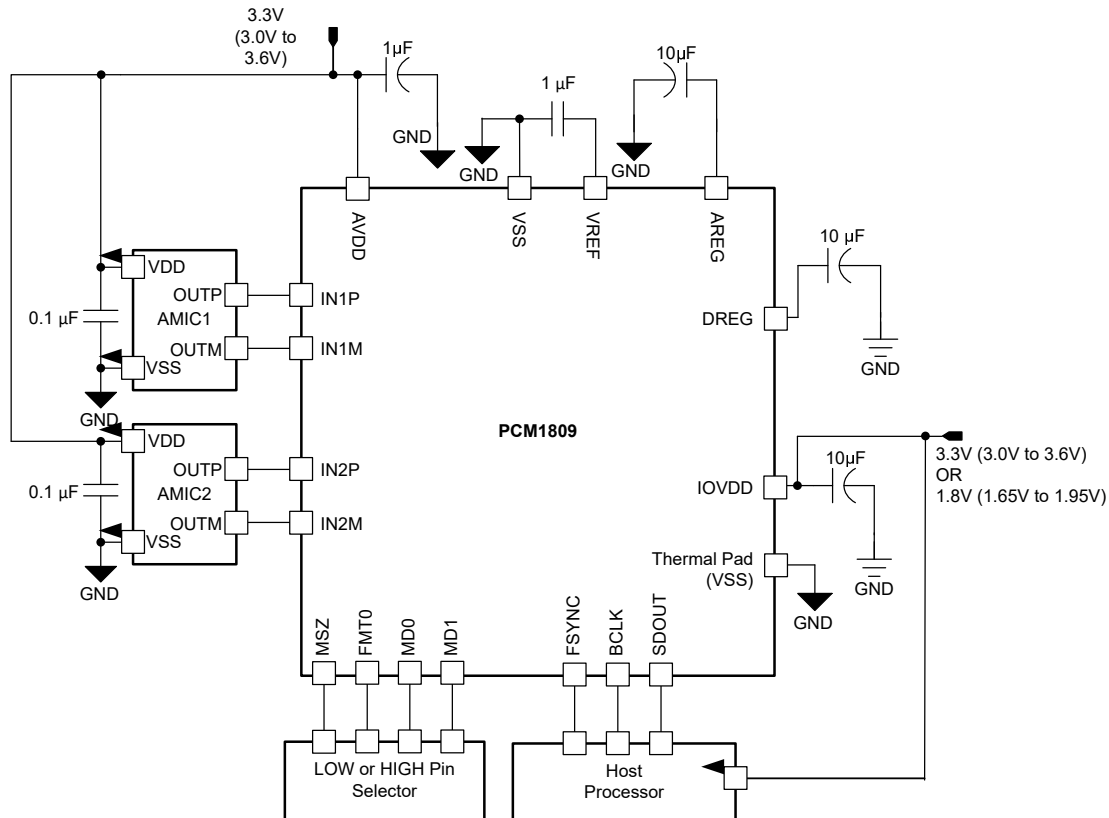 3.3V
(3.0V to
3.6V)
1µF
10µF
1 µF
GND
GND
GND
AVDD
VSS
VREF
AREG
10 µF
DREG
GND
VDD
OUTP
IN1P
0.1 µF
AMIC1
OUTM
IN1M
VSS
GND
VDD
OUTP
IN2P
0.1 µF
AMIC2
OUTM
IN2M
VSS
GND
PCM1809
IOVDD
10µF
3.3V (3.0V to 3.6V)
OR
1.8V (1.65V to 1.95V)
Thermal Pad
(VSS)
GND
GND
MSZ
FMT0
MD0
MD1
FSYNC
BCLK
SDOUT
LOW or HIGH Pin
Selector
Host
Processor